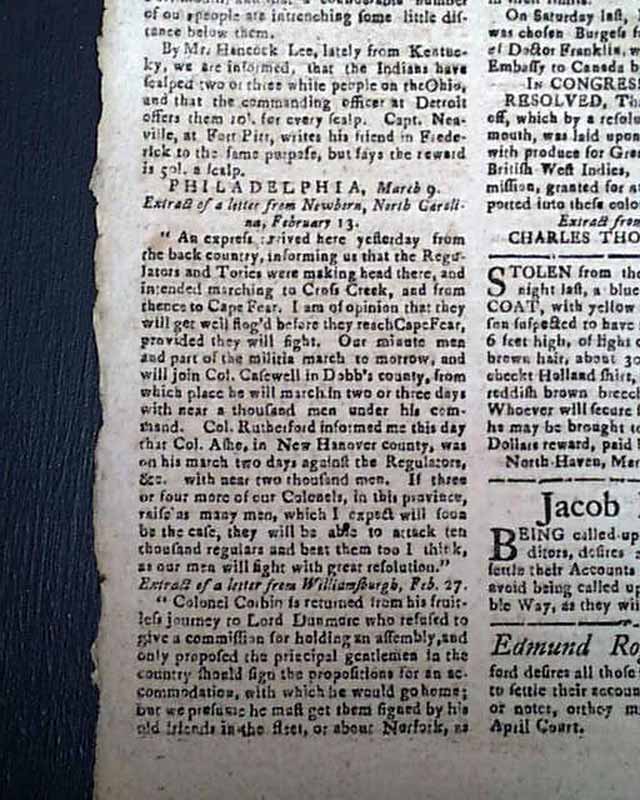 of ou people are intrenching ſome little diſ-
tance below them.
By Mr. Hancock Lee, lately from Kentuc-
ky, we are informed, that the Indians have
ſcalped two or three white people on the Ohio,
and that the commanding officer at Detroit
offers them 10l. for every ſcalp. Capt. Nea-
ville, at Fort Pitt, writes his friend in Frede-
rick to the ſame purpoſe, but ſays the reward
is 50l. a ſcalp.
PHILADELPHIA, March 9.
Extract of a letter from Newbern, North Caroli-
na, February 13.
" An expreſs arrived here yeſterday from
the back country, informing us that the Regu-
lators and Tories were making head there, and
intended marching to Croſs Creek, and from
thence to Cape Fear. I am of opinion that they
will get well flog'd before they reach Cape Fear,
provided they will fight. Our minute men
and part of the militia march to morrow, and
will join Col. Caſewell in Dobb's county, from
which place he will march in two or three days
with near a thouſand men under his com-
mand. Col. Rutherford informed me this day
that Col. Aſhe, in New Hanover county, was
on his march two days againſt the Regulators,
&c. with near two thouſand men. If three
or four more of our Colonels, in this province,
raiſe as many men, which I expect will ſoon
be the caſe, they will be able to attack ten
thouſand regulars and beat them too I think,
as our men will fight with great reſolution."
Extract of a letter from Williamſburgh, Feb. 27.
" Colonel Corbin is returned from his fruit-
leſs journey to Lord Dunmore who refuſed to
give a commiſſion for holding an aſſembly, and
only propoſed the principal gentlemen in the
country ſhould ſign the propoſitions for an ac-
commodation, with which he would go home;
but we preſume he muſt get them ſigned by his
old friends in the fleet, or about Norfolk, as
On Saturday laſt,
was choſen Burgeſs f
of Doctor Franklin, w
Embaſſy to Canada b
IN CONGRES
RESOLVED, Th
off, which by a reſolu
mouth, was laid upon
with produce for Grea
Britiſh Weſt Indies,
miſſion, granted for a
ported into theſe colo
Extract from
CHARLES THO
STOLEN from the
night laſt, a blue
COAT, with yellow
ſon ſuſpected to have
6 feet high, of light c
brown hair, about 30
checkt Holland ſhirt,
reddiſh brown breech
Whoever will ſecure
he may be brought t
Dollars reward, paid b
North-Haven, Mar
Jacob
BEING called up
ditors, deſires
ſettle their Accounts
avoid being called up
ble Way, as they wi
Edmund Ro
ford deſires all thoſe
to ſettle their accoun
or notes, or they m
April Court.